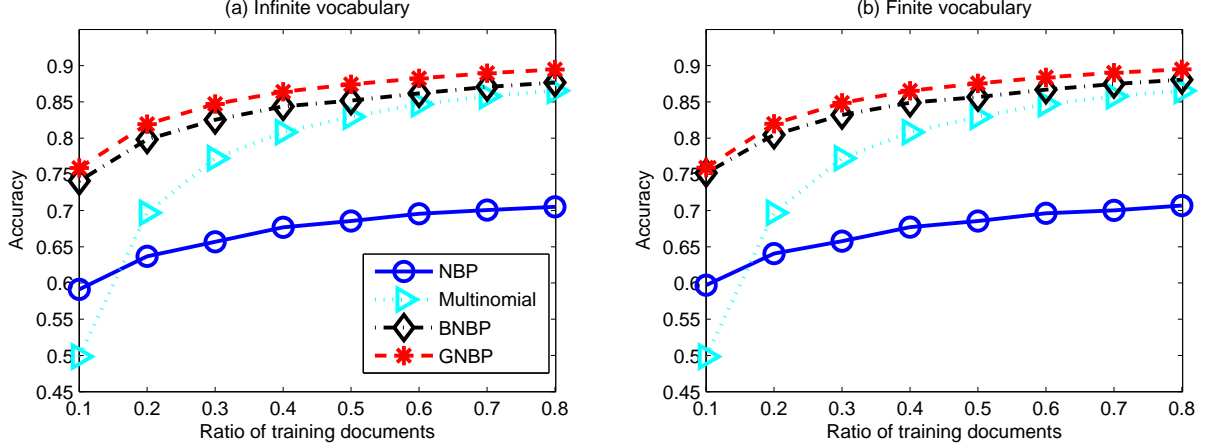 (a) Infinite vocabulary
0.9
0.85
0.8
0.75
0.7
0.65
0.6
0.55
0.5
0.45
Accuracy
NBP
Multinomial
BNBP
GNBP
0.1 0.2 0.3 0.4 0.5 0.6 0.7 0.8
Ratio of training documents
(b) Finite vocabulary
0.9
0.85
0.8
0.75
0.7
0.65
0.6
0.55
0.5
0.45
Accuracy
0.1 0.2 0.3 0.4 0.5 0.6 0.7 0.8
Ratio of training documents